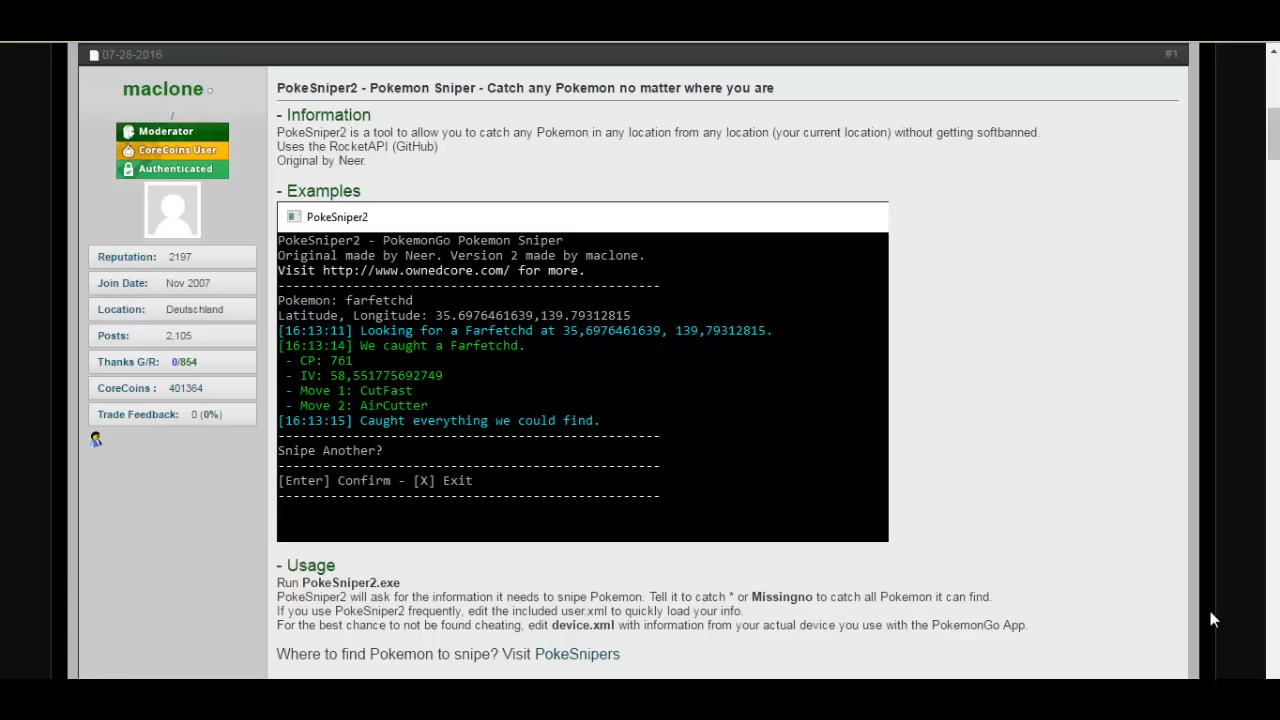 07-28-2016
#1
maclone
/
Moderator
CoreCoins User
Authenticated
Reputation: 2197
Join Date: Nov 2007
Location: Deutschland
Posts: 2,105
Thanks G/R: 0/854
CoreCoins : 401364
Trade Feedback: 0 (0%)
PokeSniper2 - Pokemon Sniper - Catch any Pokemon no matter where you are
- Information
PokeSniper2 is a tool to allow you to catch any Pokemon in any location from any location (your current location) without getting softbanned.
Uses the RocketAPI (GitHub)
Original by Neer.
- Examples
PokeSniper2
PokeSniper2 - PokemonGo Pokemon Sniper
Original made by Neer. Version 2 made by maclone.
Visit http://www.ownedcore.com/ for more.
---------------------------------------------------
Pokemon: farfetchd
Latitude, Longitude: 35.6976461639,139.79312815
[16:13:11] Looking for a Farfetchd at 35,6976461639, 139,79312815.
[16:13:14] We caught a Farfetchd.
- CP: 761
- IV: 58,551775692749
- Move 1: CutFast
- Move 2: AirCutter
[16:13:15] Caught everything we could find.
---------------------------------------------------
Snipe Another?
---------------------------------------------------
[Enter] Confirm - [X] Exit
---------------------------------------------------
- Usage
Run PokeSniper2.exe
PokeSniper2 will ask for the information it needs to snipe Pokemon. Tell it to catch * or Missingno to catch all Pokemon it can find.
If you use PokeSniper2 frequently, edit the included user.xml to quickly load your info.
For the best chance to not be found cheating, edit device.xml with information from your actual device you use with the PokemonGo App.
Where to find Pokemon to snipe? Visit PokeSnipers